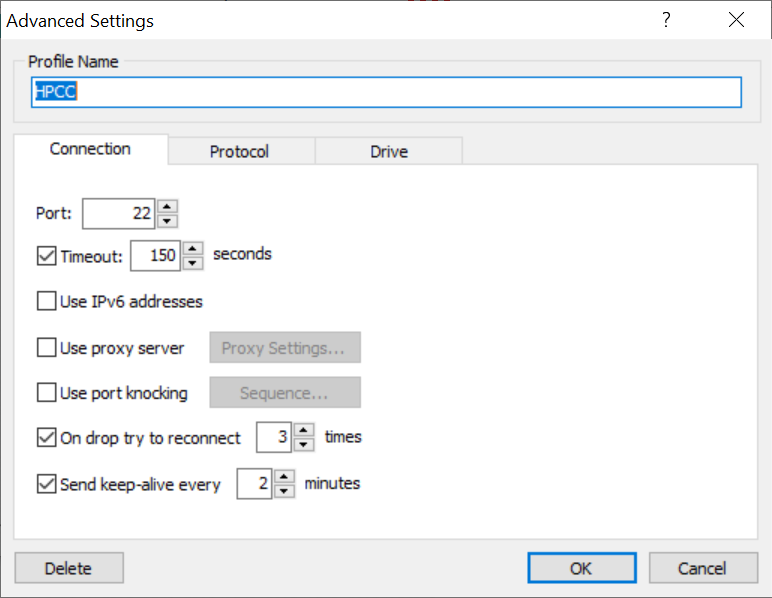 Advanced Settings ?
Profile Name
HPCC
Connection Protocol Drive
Port: 22
Timeout: 150 seconds
Use IPv6 addresses
Use proxy server Proxy Settings...
Use port knocking Sequence...
On drop try to reconnect 3 times
Send keep-alive every 2 minutes
Delete OK Cancel